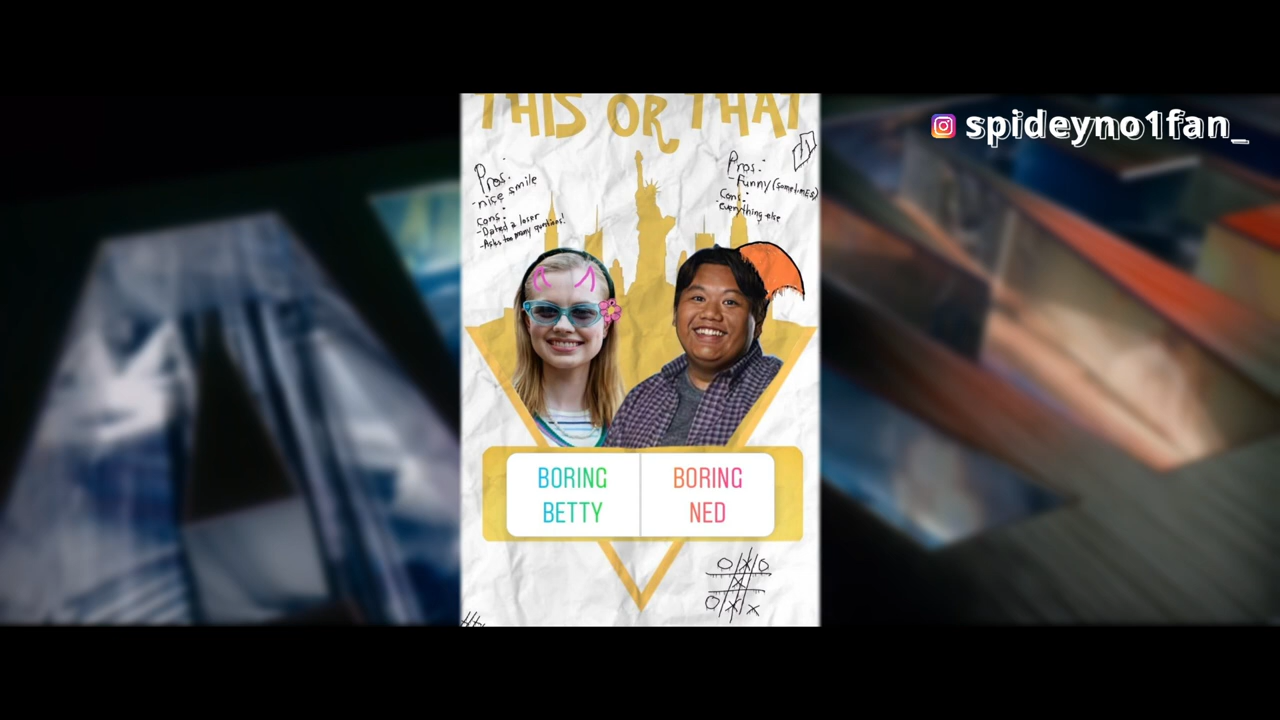 THIS OR THAT
spideyno1fan_
Pros:
-nice smile
cons:
-Dated a loser
-Asks too many questions!
Pros:
-Funny (sometimes)
Cons:
-everything else
BORING
BETTY
BORING
NED
O X O
X
O X X